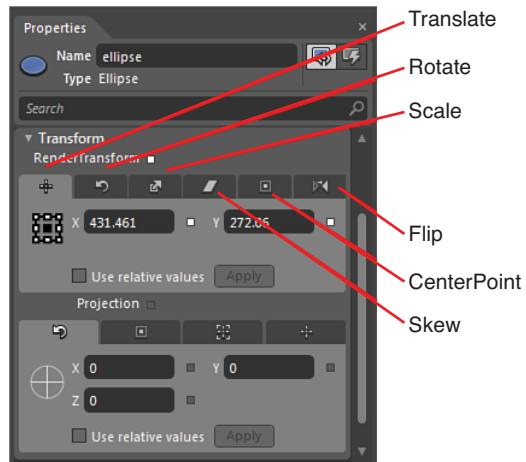 Properties
Translate
Name ellipse
Type Ellipse
Rotate
Search
Scale
Transform
RenderTransform
X 431.461 Y 272.06
Flip
Use relative values Apply
CenterPoint
Projection
Skew
X 0 Y 0
Z 0
Use relative values Apply